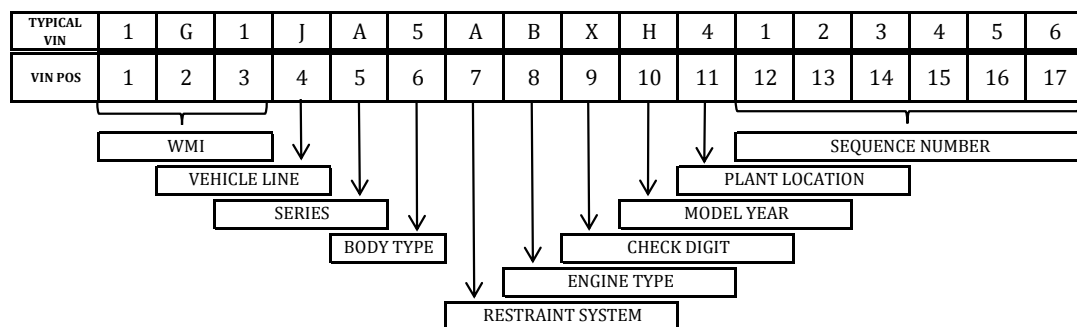 TYPICAL VIN 1 G 1 J A 5 A B X H 4 1 2 3 4 5 6
VIN POS 1 2 3 4 5 6 7 8 9 10 11 12 13 14 15 16 17
WMI SEQUENCE NUMBER
VEHICLE LINE PLANT LOCATION
SERIES MODEL YEAR
BODY TYPE CHECK DIGIT
ENGINE TYPE
RESTRAINT SYSTEM